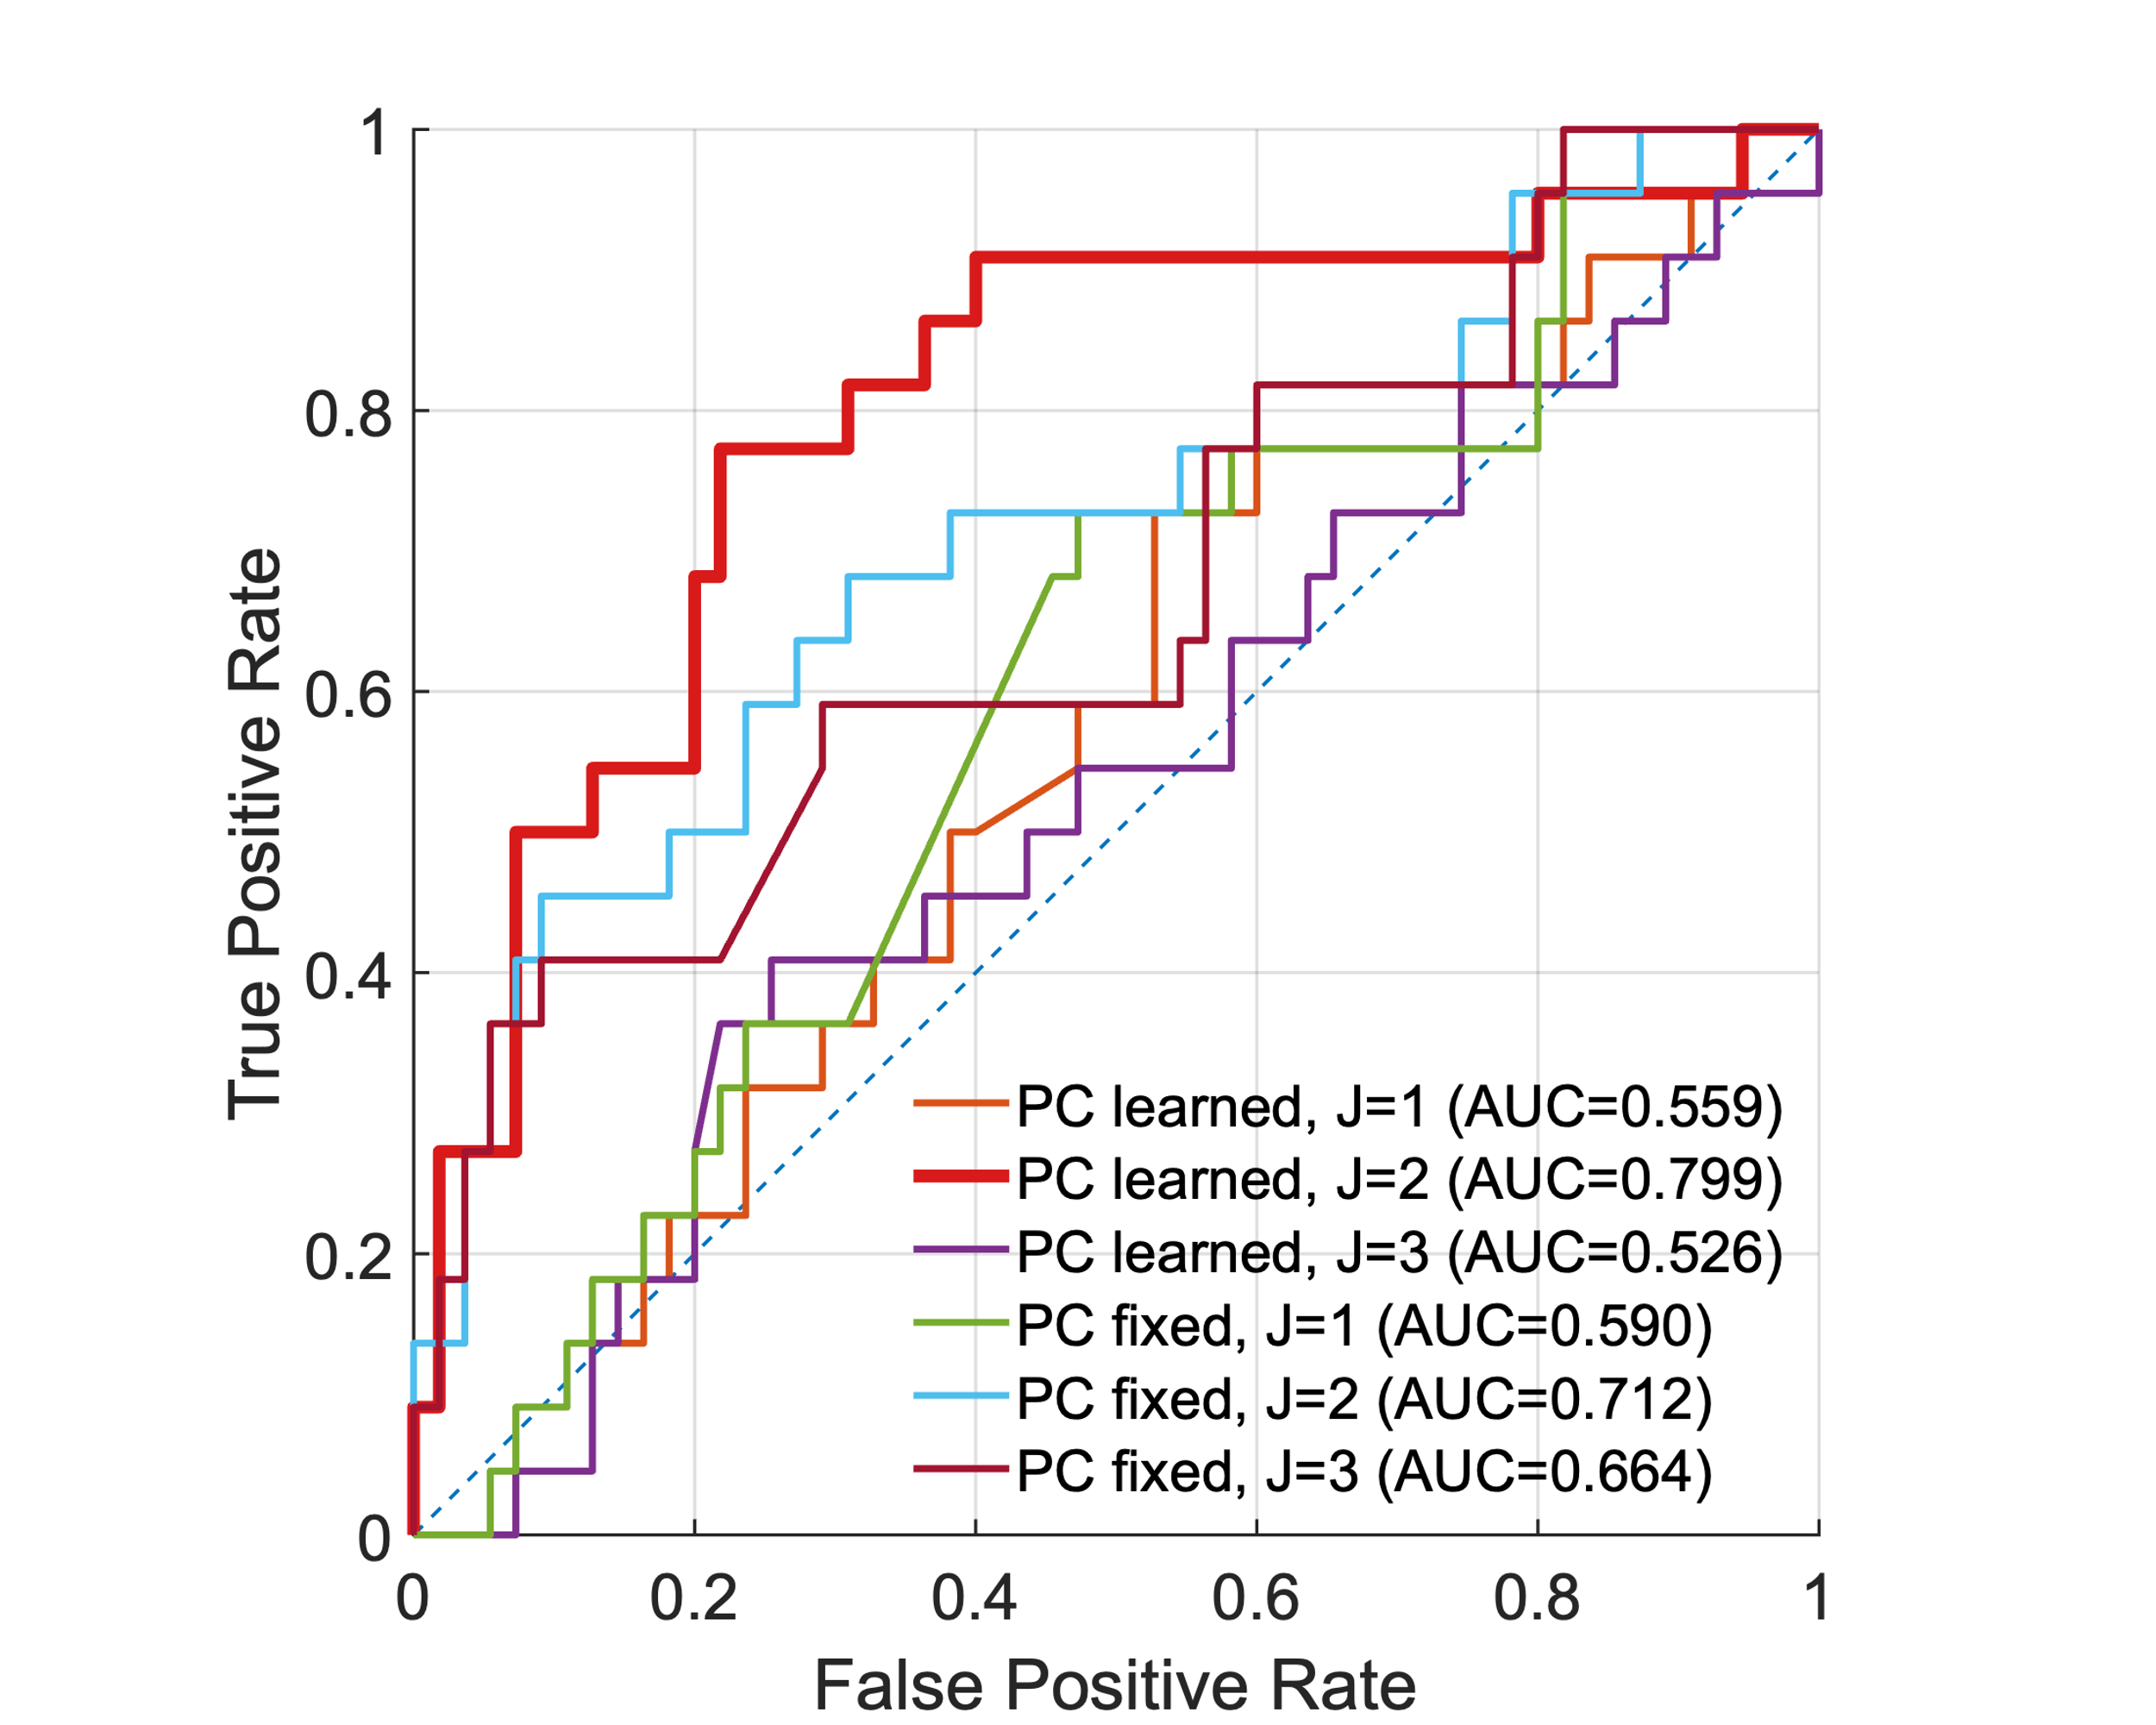 True Positive Rate
1
0.8
0.6
0.4
0.2
0
PC learned, J=1 (AUC=0.559)
PC learned, J=2 (AUC=0.799)
PC learned, J=3 (AUC=0.526)
PC fixed, J=1 (AUC=0.590)
PC fixed, J=2 (AUC=0.712)
PC fixed, J=3 (AUC=0.664)
0 0.2 0.4 0.6 0.8 1
False Positive Rate